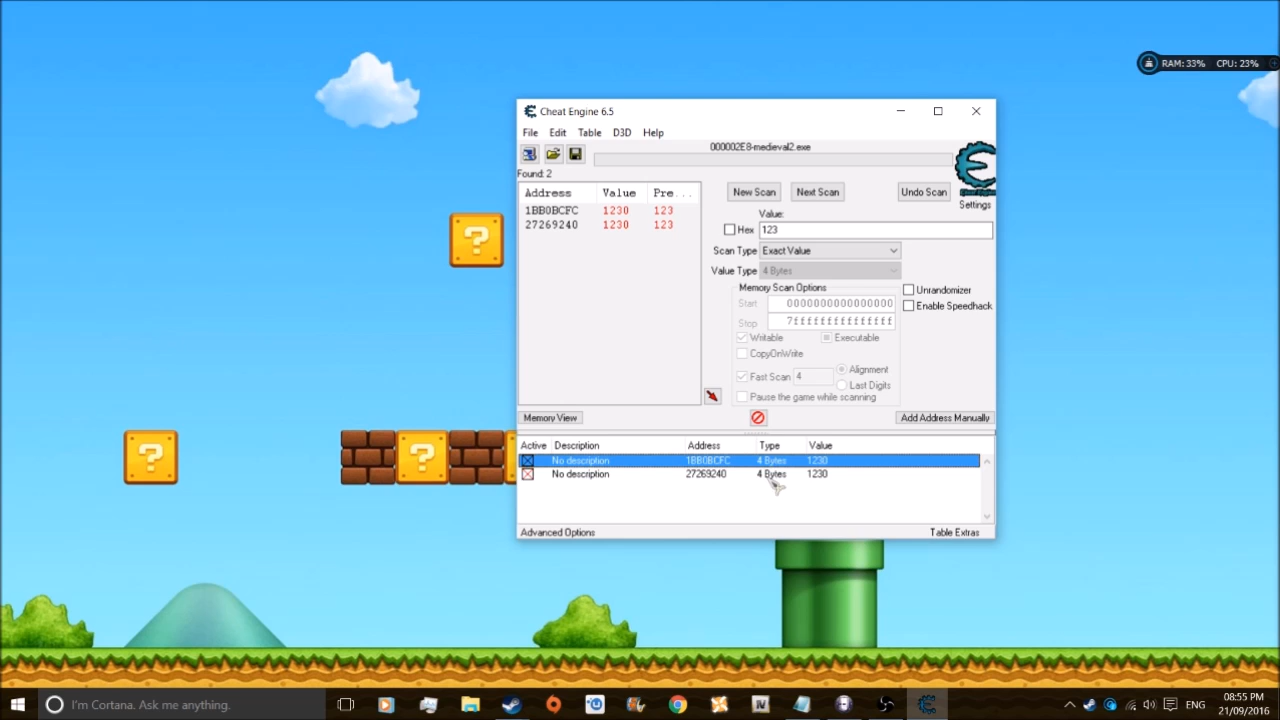 RAM: 33% CPU: 23%
Cheat Engine 6.5
File Edit Table D3D Help
000002E8-medieval2.exe
Found: 2
Address Value Pre...
1BB0BCFC 1230 123
27269240 1230 123
New Scan Next Scan Undo Scan
Settings
Value:
Hex 123
Scan Type Exact Value
Value Type 4 Bytes
Memory Scan Options
Unrandomizer
Enable Speedhack
Start 0000000000000000
Stop 7fffffffffffffff
Writable Executable
CopyOnWrite
Fast Scan 4 Alignment
Last Digits
Pause the game while scanning
Memory View Add Address Manually
Active Description Address Type Value
No description 1BB0BCFC 4 Bytes 1230
No description 27269240 4 Bytes 1230
Advanced Options Table Extras
? ? ?
I'm Cortana. Ask me anything.
ENG
08:55 PM
21/09/2016